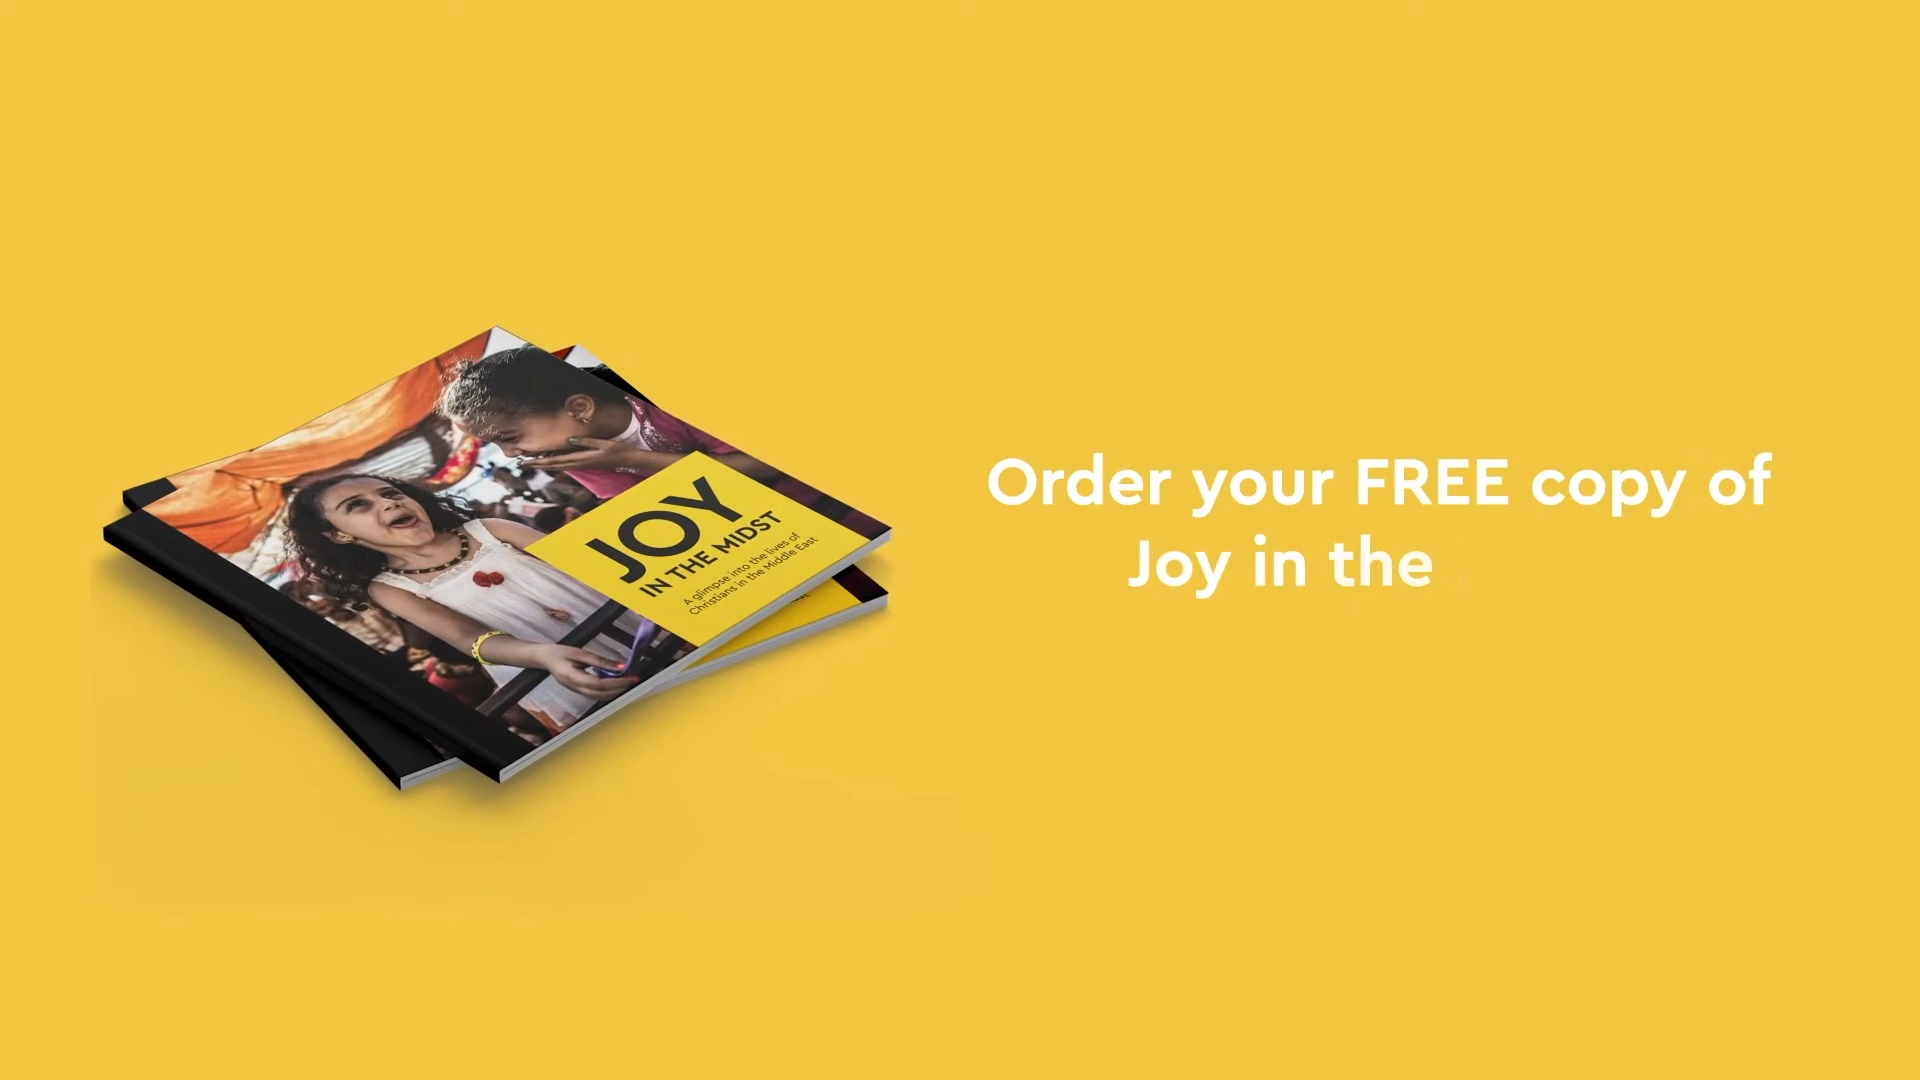 JOY
IN THE MIDST
A glimpse into the lives of
Christians in the Middle East
Order your FREE copy of
Joy in the